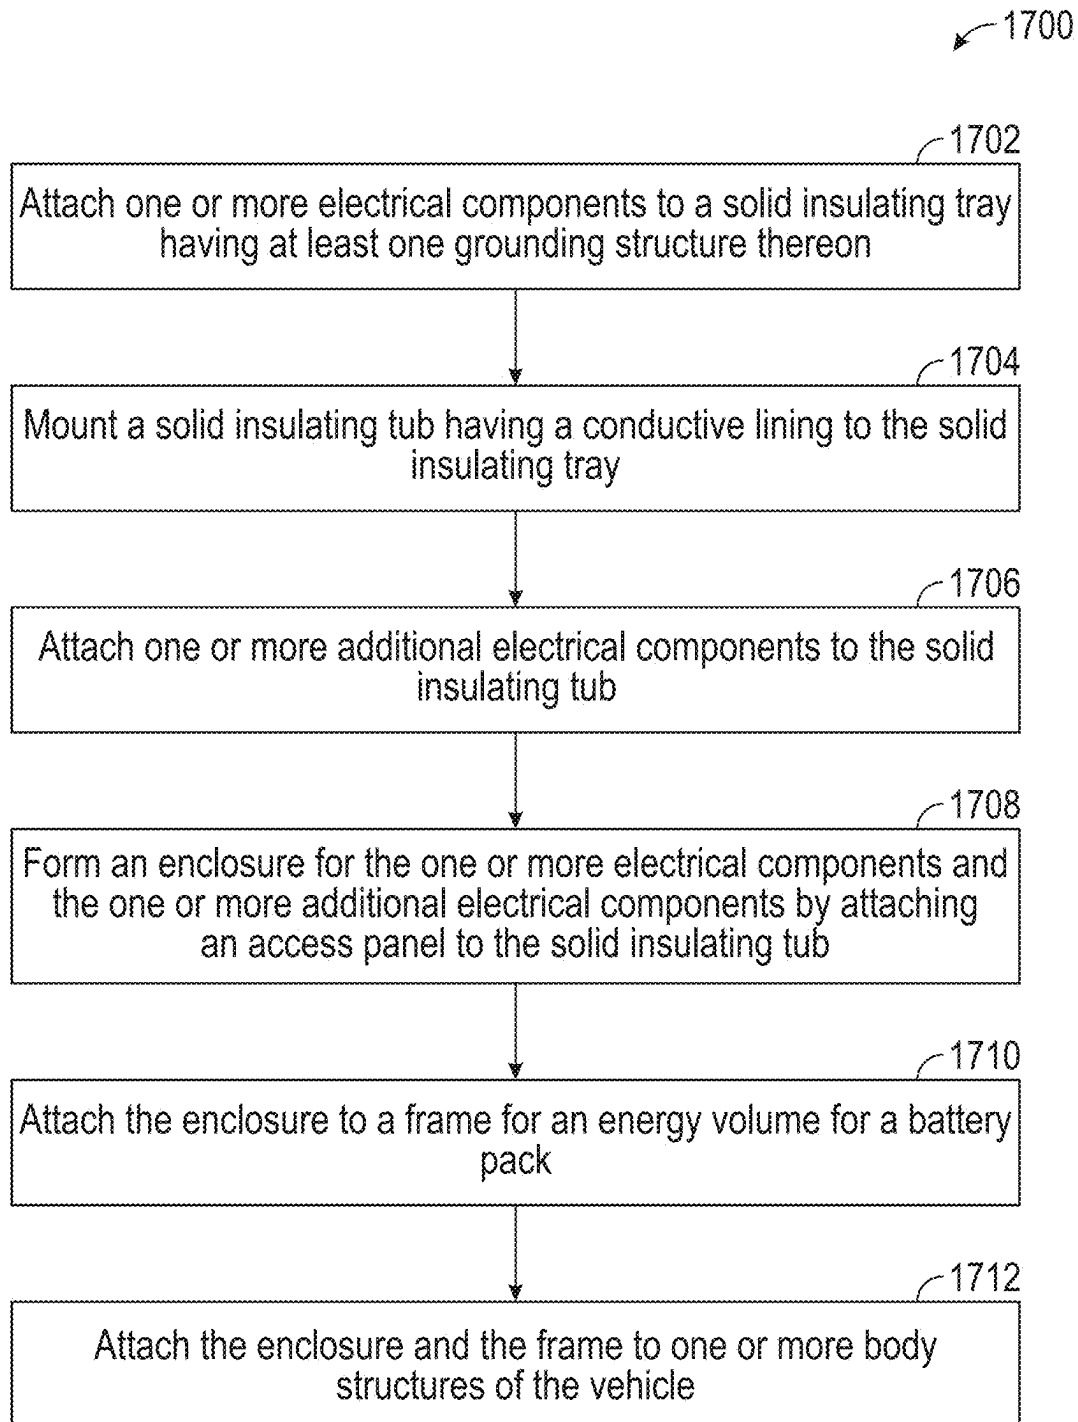 1700
1702
Attach one or more electrical components to a solid insulating tray
having at least one grounding structure thereon
1704
Mount a solid insulating tub having a conductive lining to the solid
insulating tray
1706
Attach one or more additional electrical components to the solid
insulating tub
1708
Form an enclosure for the one or more electrical components and
the one or more additional electrical components by attaching
an access panel to the solid insulating tub
1710
Attach the enclosure to a frame for an energy volume for a battery
pack
1712
Attach the enclosure and the frame to one or more body
structures of the vehicle